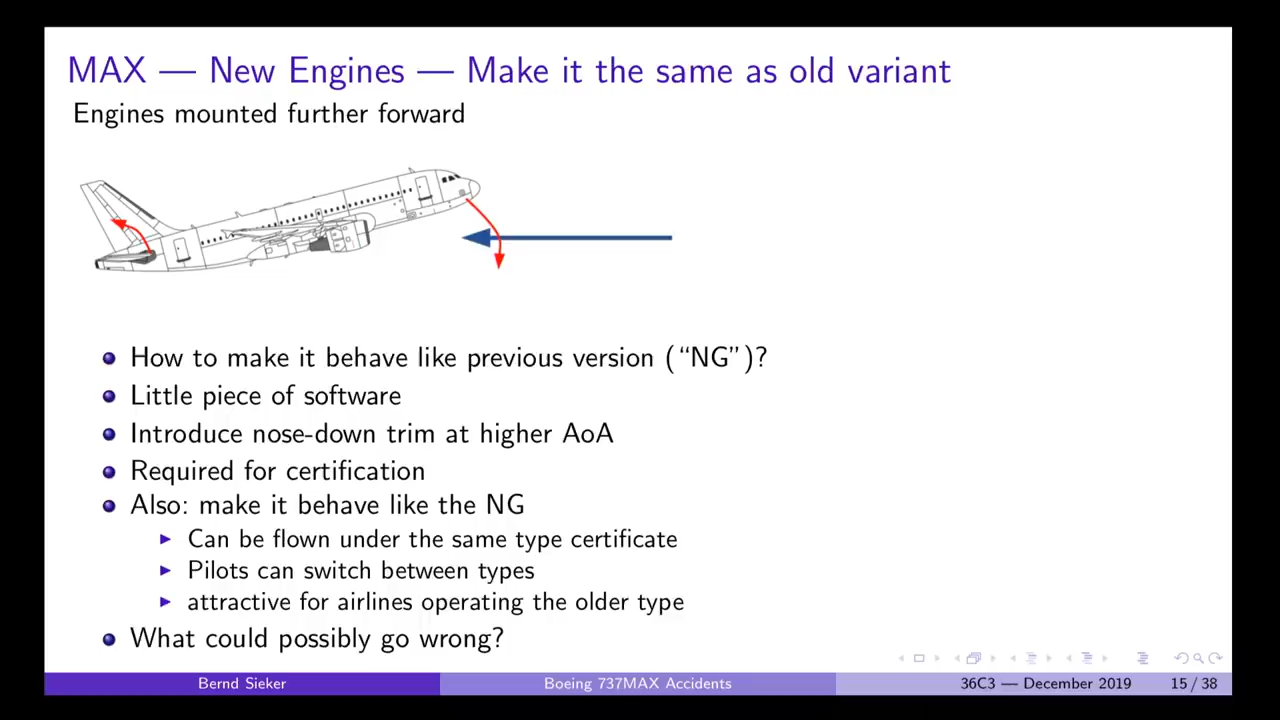 MAX — New Engines — Make it the same as old variant
Engines mounted further forward
How to make it behave like previous version (“NG”)?
Little piece of software
Introduce nose-down trim at higher AoA
Required for certification
Also: make it behave like the NG
Can be flown under the same type certificate
Pilots can switch between types
attractive for airlines operating the older type
What could possibly go wrong?
Bernd Sieker
Boeing 737MAX Accidents
36C3 — December 2019
15 / 38